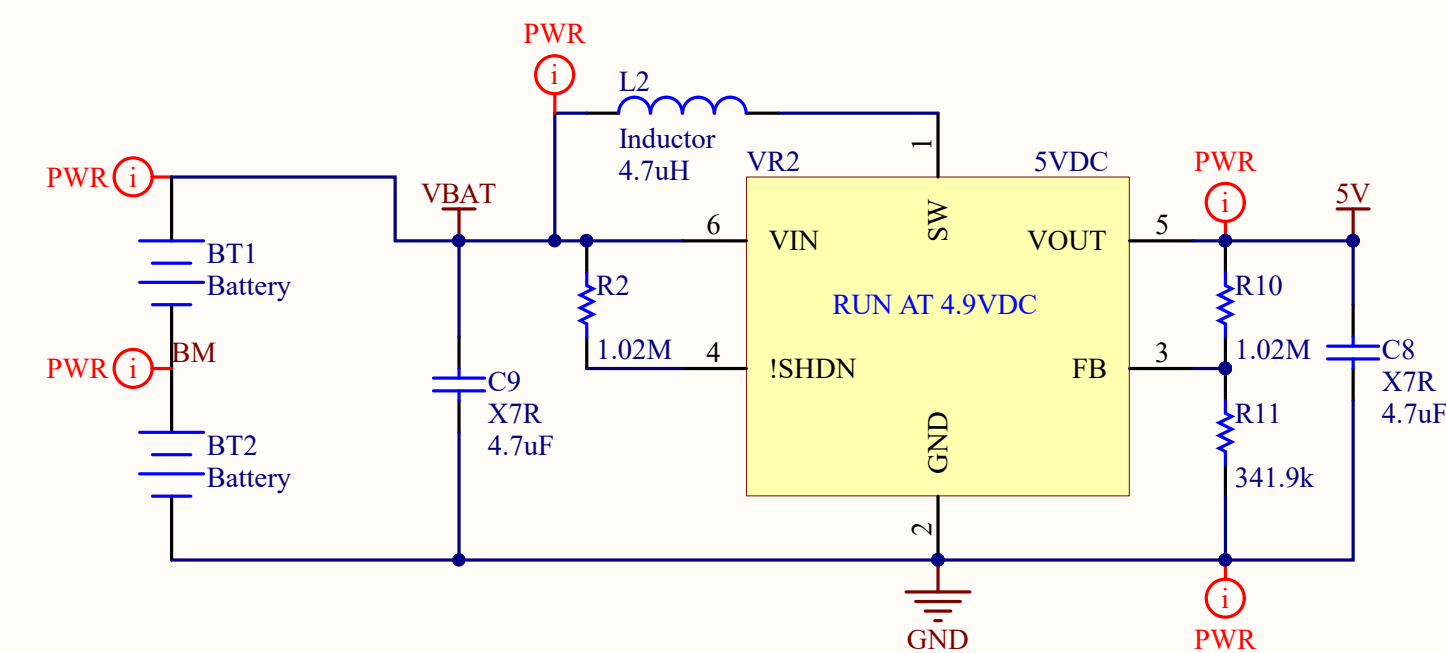 PWR
i
L2
Inductor
4.7uH
1
VR2
5VDC
PWR
i
PWR
i
VBAT
5V
6
VIN
SW
VOUT
5
BT1
Battery
R2
1.02M
RUN AT 4.9VDC
R10
1.02M
PWR
i
BM
4
!SHDN
FB
3
C9
X7R
4.7uF
C8
X7R
4.7uF
BT2
Battery
GND
R11
341.9k
2
GND
i
PWR